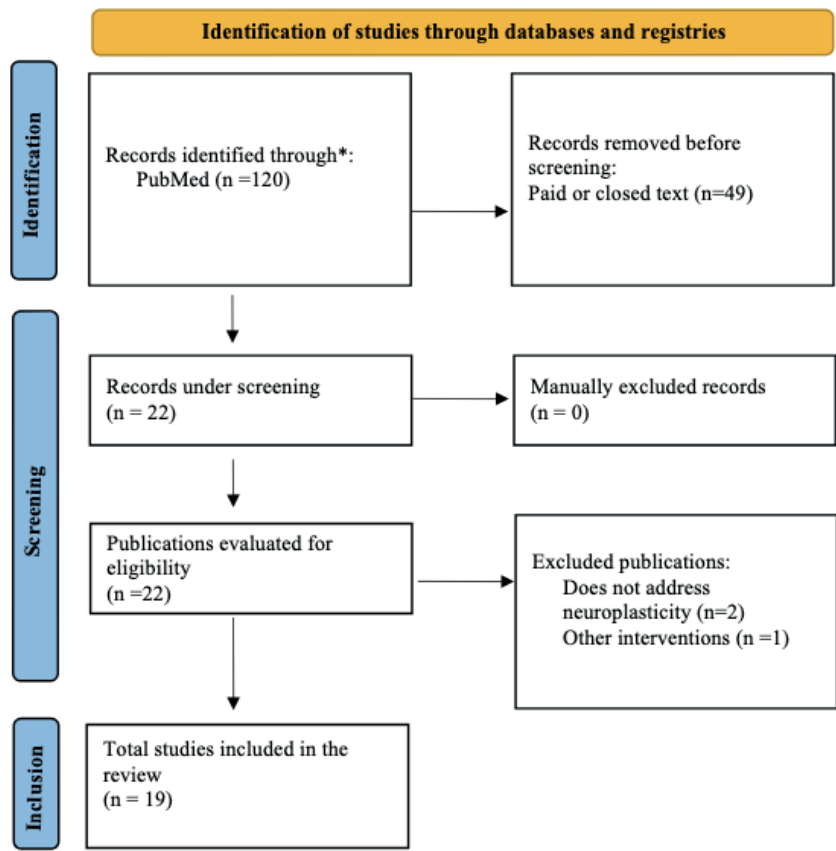 Identification of studies through databases and registries
Identification
Records identified through*:
PubMed (n =120)
Records removed before
screening:
Paid or closed text (n=49)
Screening
Records under screening
(n = 22)
Manually excluded records
(n = 0)
Publications evaluated for
eligibility
(n =22)
Excluded publications:
Does not address
neuroplasticity (n=2)
Other interventions (n =1)
Inclusion
Total studies included in the
review
(n = 19)